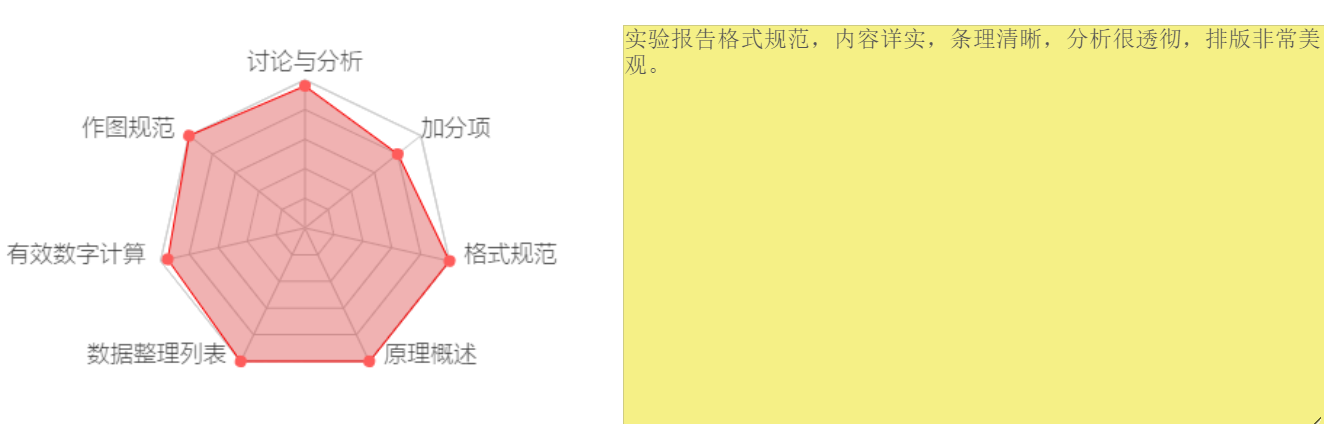 讨论与分析
作图规范
加分项
有效数字计算
格式规范
数据整理列表
原理概述
实验报告格式规范，内容详实，条理清晰，分析很透彻，排版非常美
观。